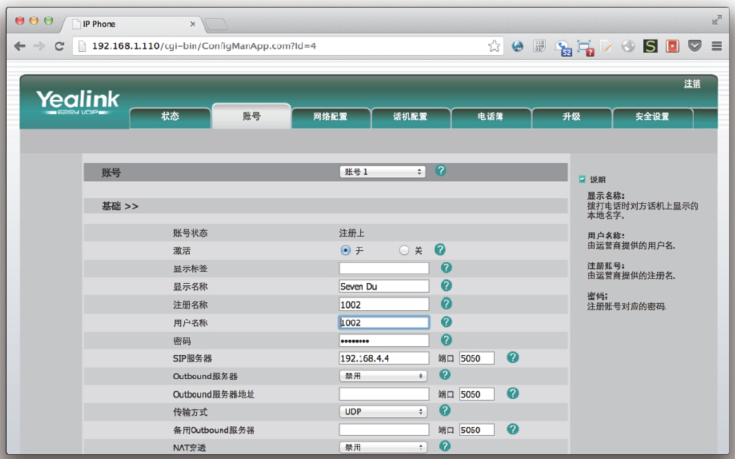 IP Phone
192.168.1.110/cgi-bin/ConfigManApp.com?Id=4
52
?
S
注销
Yealink
EASY VOIP
状态 账号 网络配置 话机配置 电话簿 升级 安全设置
账号 账号 1 ?
基础 >>
账号状态 注册上
激活 开 关 ?
显示标签 ?
显示名称 Seven Du ?
注册名称 1002 ?
用户名称 1002 ?
密码 •••••••• ?
SIP服务器 192.168.4.4 端口 5060 ?
Outbound服务器 禁用 ?
Outbound服务器地址 端口 5060 ?
传输方式 UDP ?
备用Outbound服务器 端口 5060 ?
NAT穿透 禁用 ?
说明
显示名称:
拨打电话时对方话机上显示的
本地名字.
用户名称:
由运营商提供的用户名.
注册账号:
由运营商提供的注册名.
密码:
注册账号对应的密码.